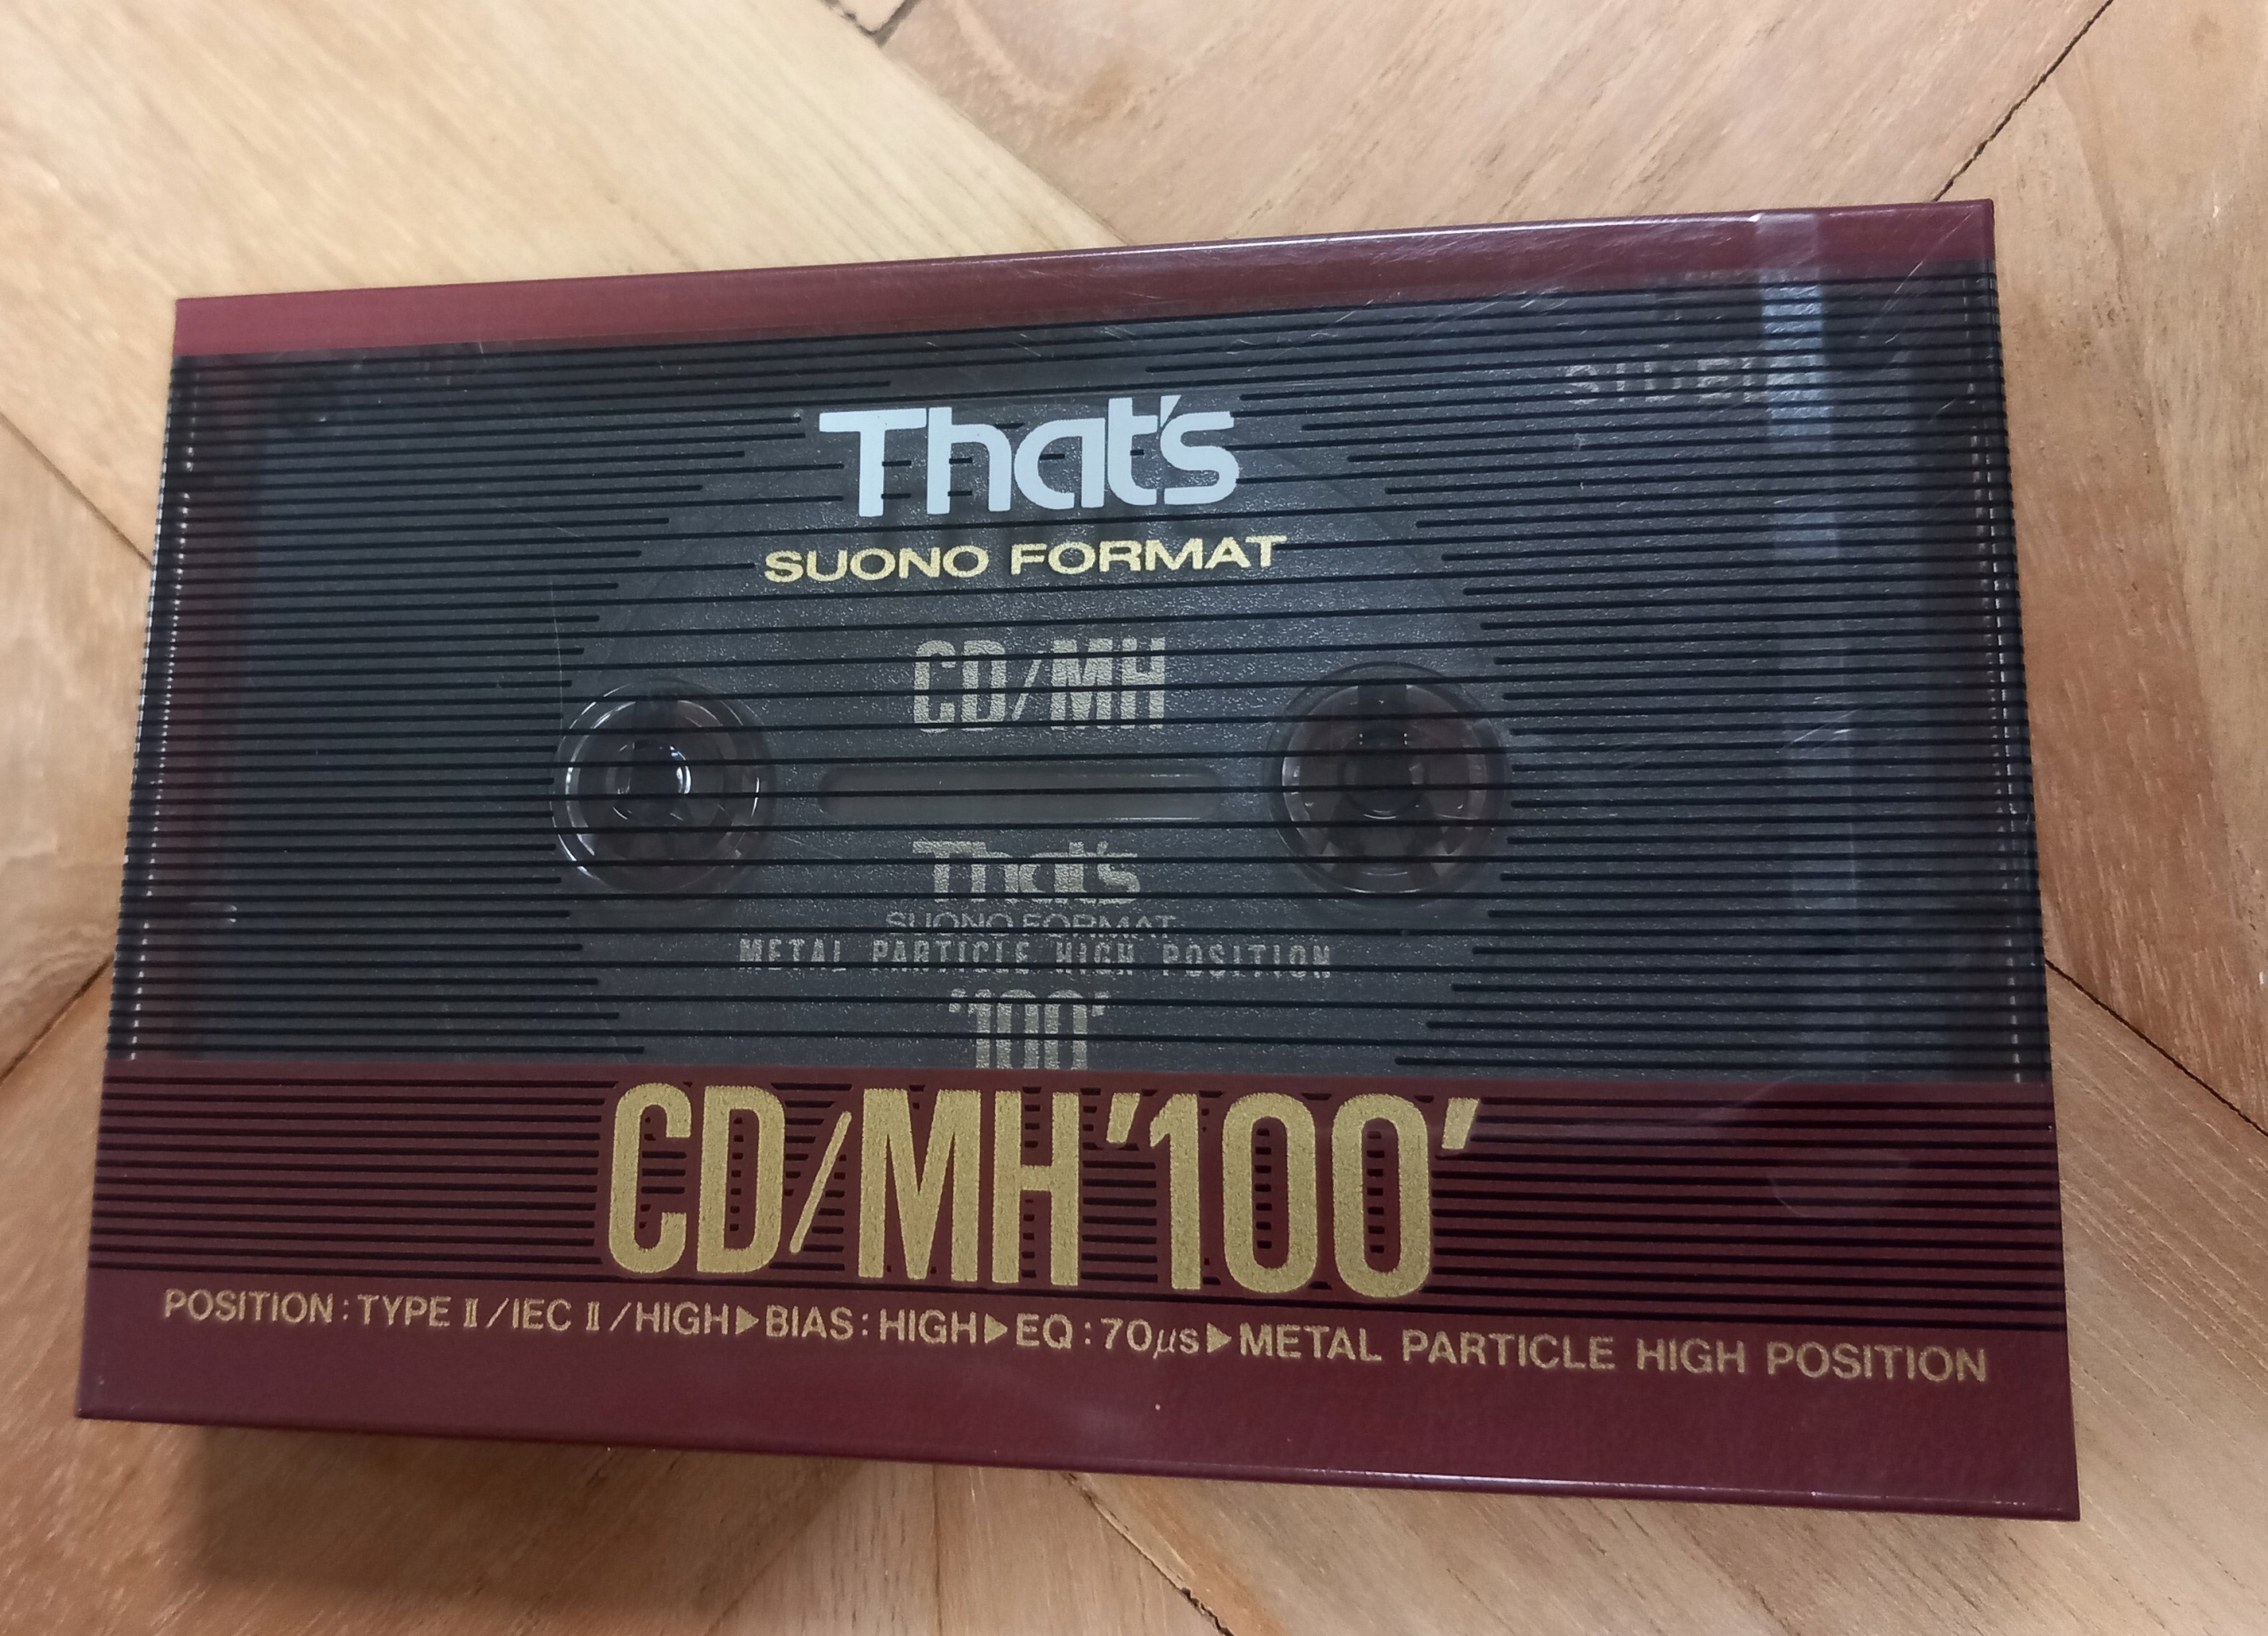 That's
SUONO FORMAT
CD/MH
That's
SUONO FORMAT
METAL PARTICLE HIGH POSITION
'100'
CD/MH'100'
POSITION:TYPE II/IEC II/HIGH▶BIAS:HIGH▶EQ:70μs▶METAL PARTICLE HIGH POSITION